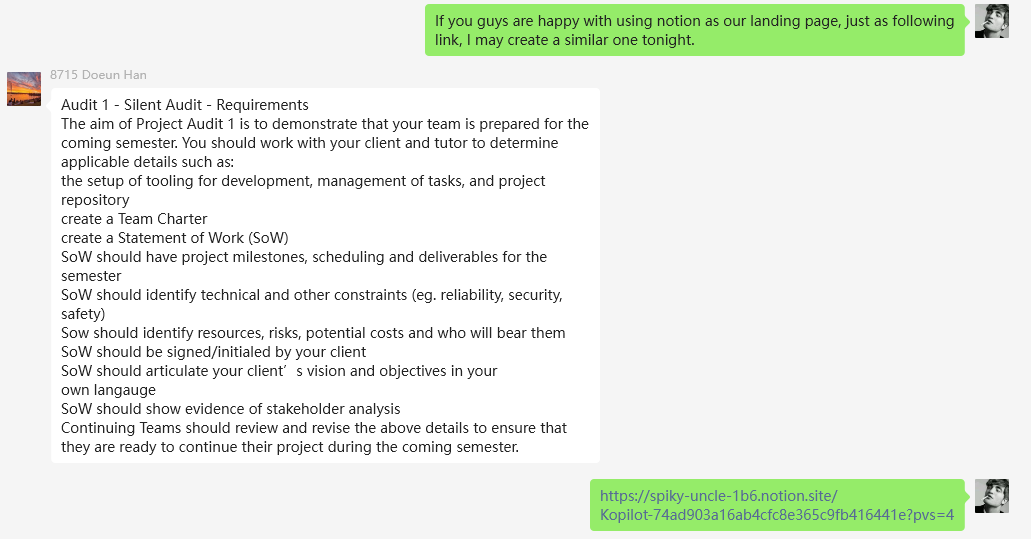 If you guys are happy with using notion as our landing page, just as following
link, I may create a similar one tonight.
8715 Doeun Han
Audit 1 - Silent Audit - Requirements
The aim of Project Audit 1 is to demonstrate that your team is prepared for the
coming semester. You should work with your client and tutor to determine
applicable details such as:
the setup of tooling for development, management of tasks, and project
repository
create a Team Charter
create a Statement of Work (SoW)
SoW should have project milestones, scheduling and deliverables for the
semester
SoW should identify technical and other constraints (eg. reliability, security,
safety)
Sow should identify resources, risks, potential costs and who will bear them
SoW should be signed/initialed by your client
SoW should articulate your client’s vision and objectives in your
own langauge
SoW should show evidence of stakeholder analysis
Continuing Teams should review and revise the above details to ensure that
they are ready to continue their project during the coming semester.
https://spiky-uncle-1b6.notion.site/
Kopilot-74ad903a16ab4cfc8e365c9fb416441e?pvs=4